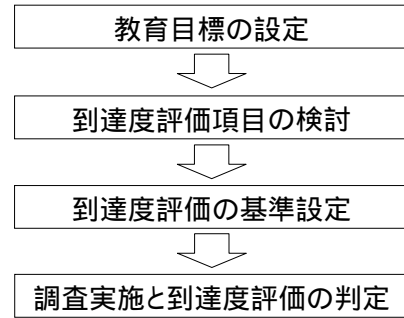 教育目標の設定
到達度評価項目の検討
到達度評価の基準設定
調査実施と到達度評価の判定